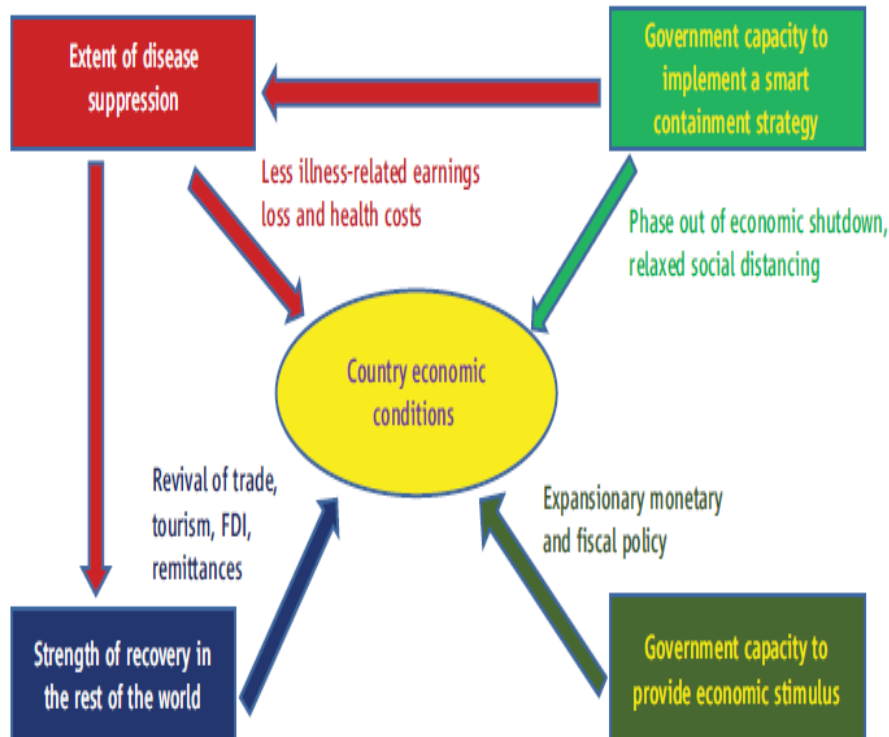 Extent of disease
suppression
Government capacity to
implement a smart
containment strategy
Less illness-related earnings
loss and health costs
Phase out of economic shutdown,
relaxed social distancing
Country economic
conditions
Revival of trade,
tourism, FDI,
remittances
Expansionary monetary
and fiscal policy
Strength of recovery in
the rest of the world
Government capacity to
provide economic stimulus